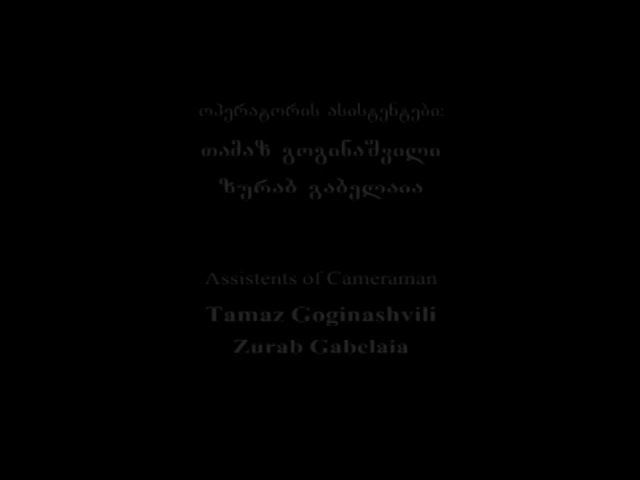 ოპერატორის ასისტენტები:
თამაზ გოგინაშვილი
ზურაბ გაბელაია
Assistents of Cameraman
Tamaz Goginashvili
Zurab Gabelaia